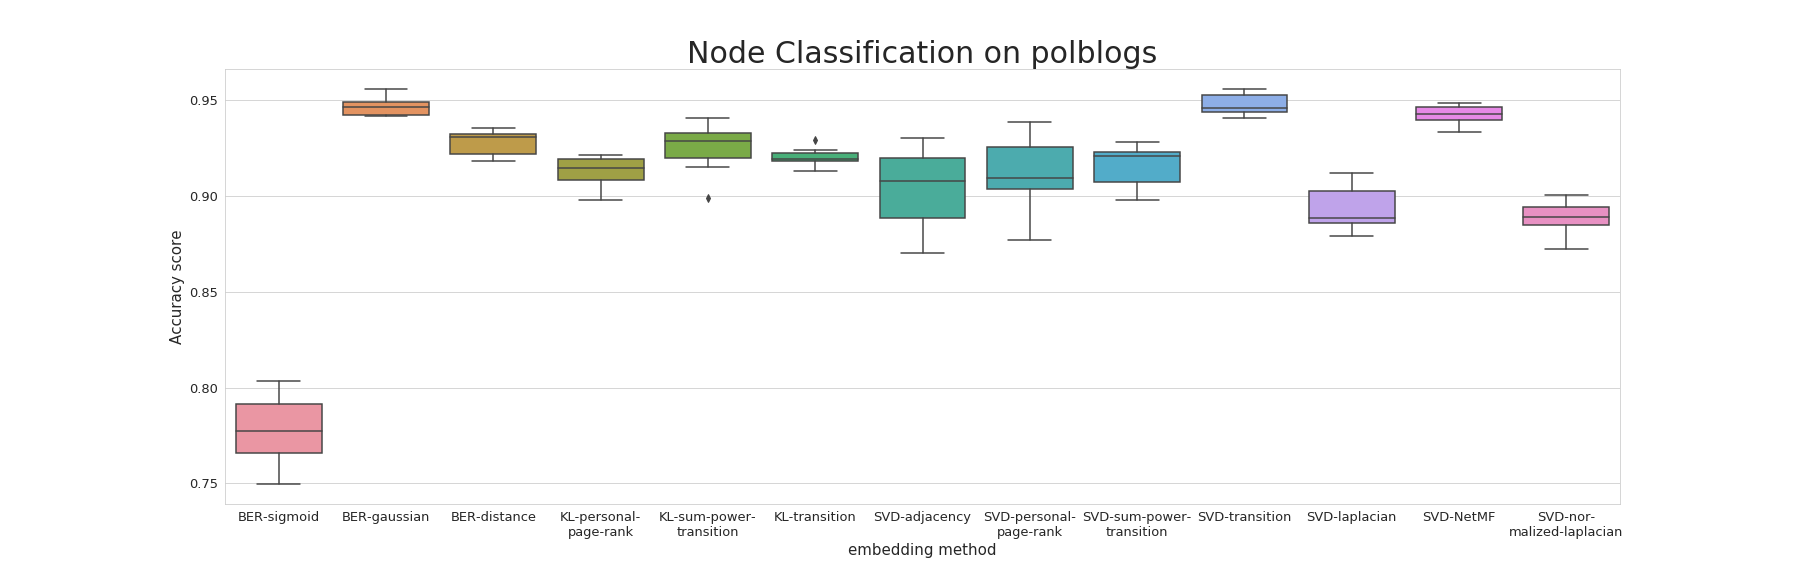 Node Classification on polblogs
Accuracy score
0.95
0.90
0.85
0.80
0.75
BER-sigmoid
BER-gaussian
BER-distance
KL-personal-
page-rank
KL-sum-power-
transition
KL-transition
SVD-adjacency
SVD-personal-
page-rank
SVD-sum-power-
transition
SVD-transition
SVD-laplacian
SVD-NetMF
SVD-nor-
malized-laplacian
embedding method